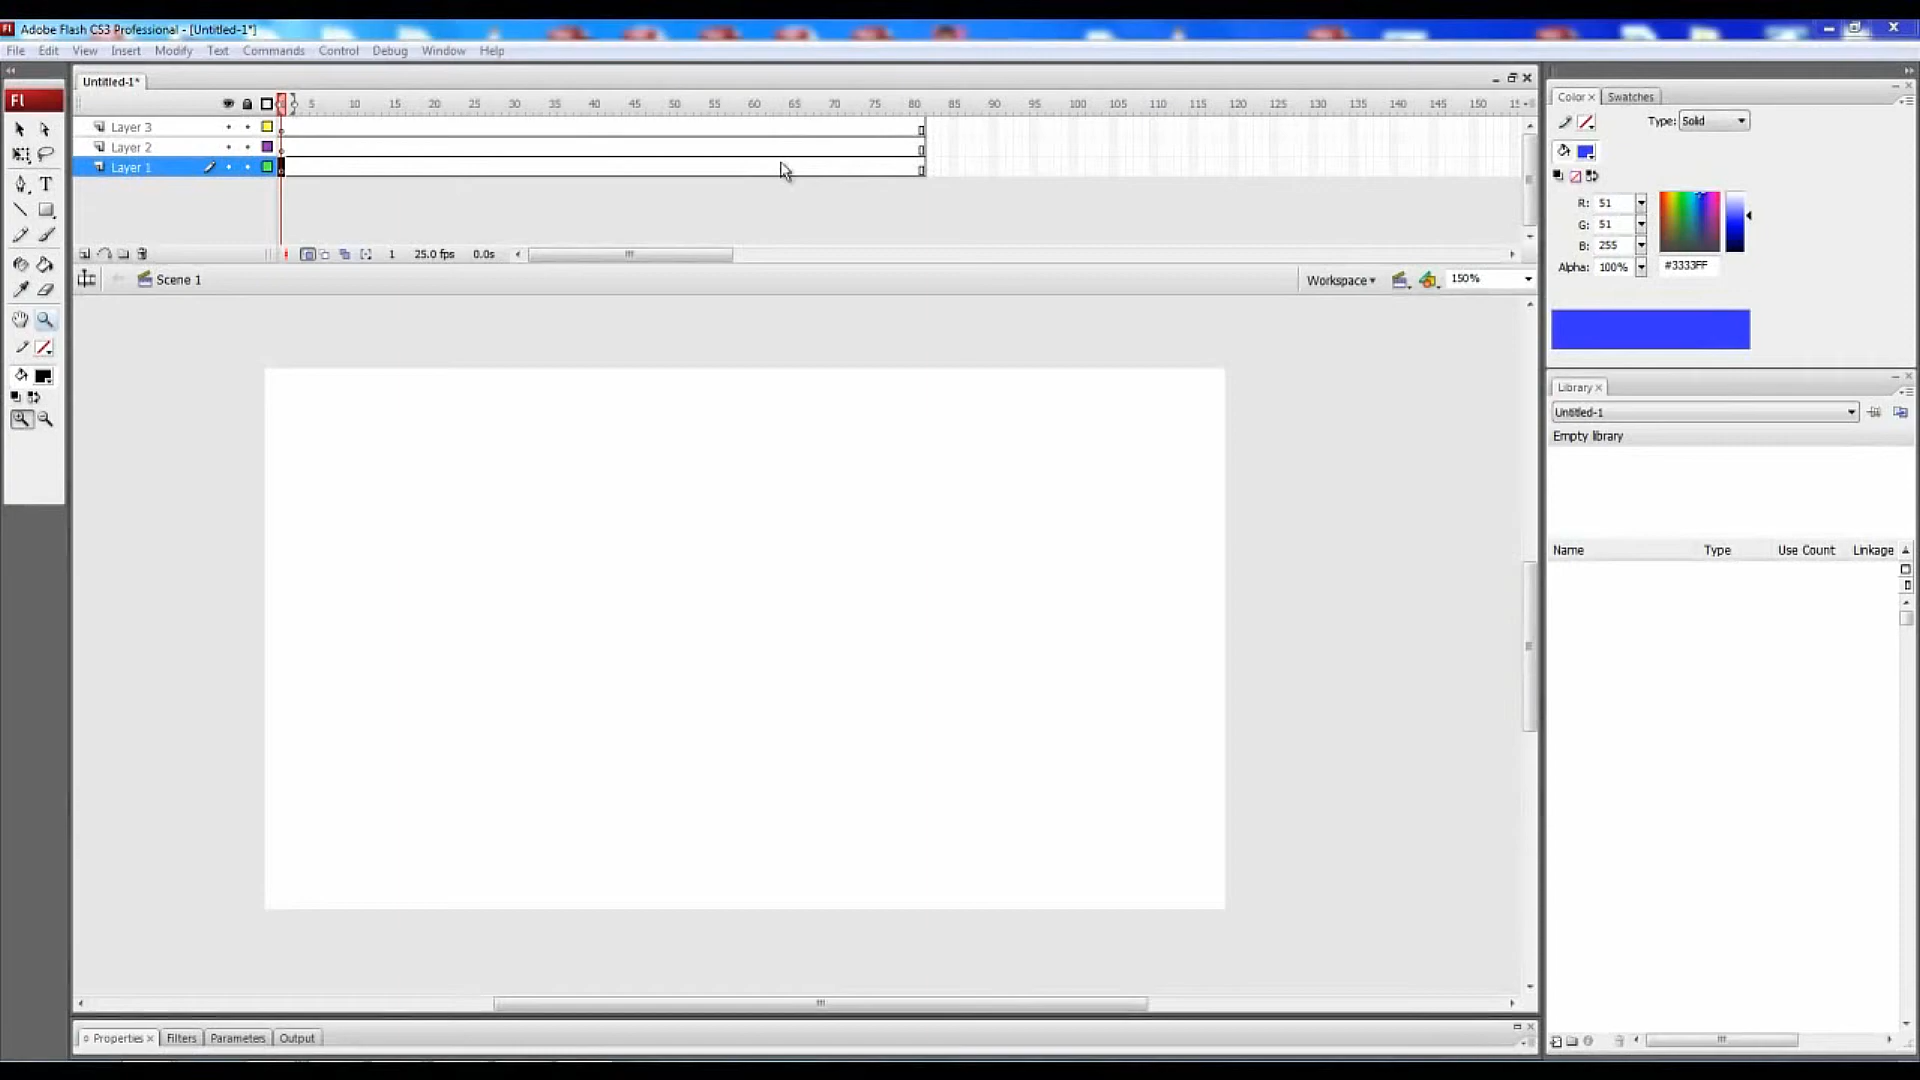 Adobe Flash CS3 Professional - [Untitled-1*]
File Edit View Insert Modify Text Commands Control Debug Window Help
Untitled-1*
Fl
5 10 15 20 25 30 35 40 45 50 55 60 65 70 75 80 85 90 95 100 105 110 115 120 125 130 135 140 145 150
Layer 3
Layer 2
Layer 1
1 25.0 fps 0.0s
Scene 1
Workspace 150%
Color Swatches
Type: Solid
R: 51
G: 51
B: 255
Alpha: 100% #3333FF
Library
Untitled-1
Empty library
Name Type Use Count Linkage
Properties Filters Parameters Output